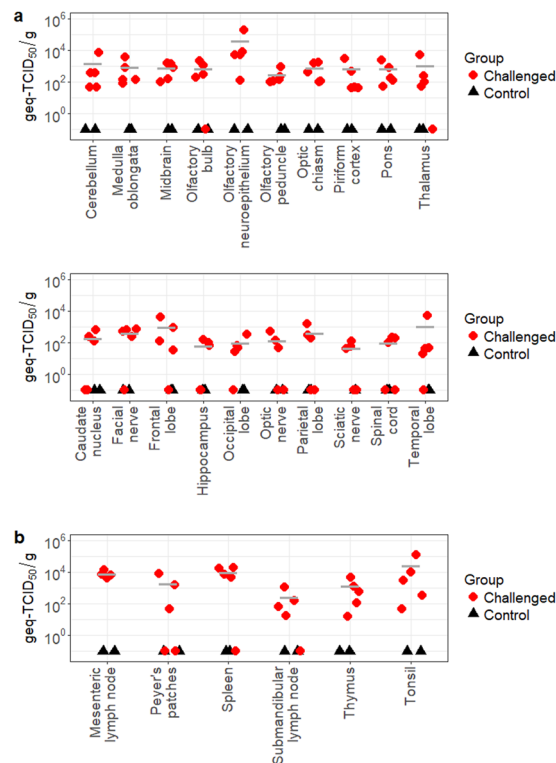 a
geq-TCID50/g
10^6
10^4
10^2
10^0
Cerebellum
Medulla
oblongata
Midbrain
Olfactory
bulb
Olfactory
neuroepithelium
Olfactory
peduncle
Optic
chiasm
Piriform
cortex
Pons
Thalamus
Group
Challenged
Control
geq-TCID50/g
10^6
10^4
10^2
10^0
Caudate
nucleus
Facial
nerve
Frontal
lobe
Hippocampus
Occipital
lobe
Optic
nerve
Parietal
lobe
Sciatic
nerve
Spinal
cord
Temporal
lobe
Group
Challenged
Control
b
geq-TCID50/g
10^6
10^4
10^2
10^0
Mesenteric
lymph node
Peyer's
patches
Spleen
Submandibular
lymph node
Thymus
Tonsil
Group
Challenged
Control